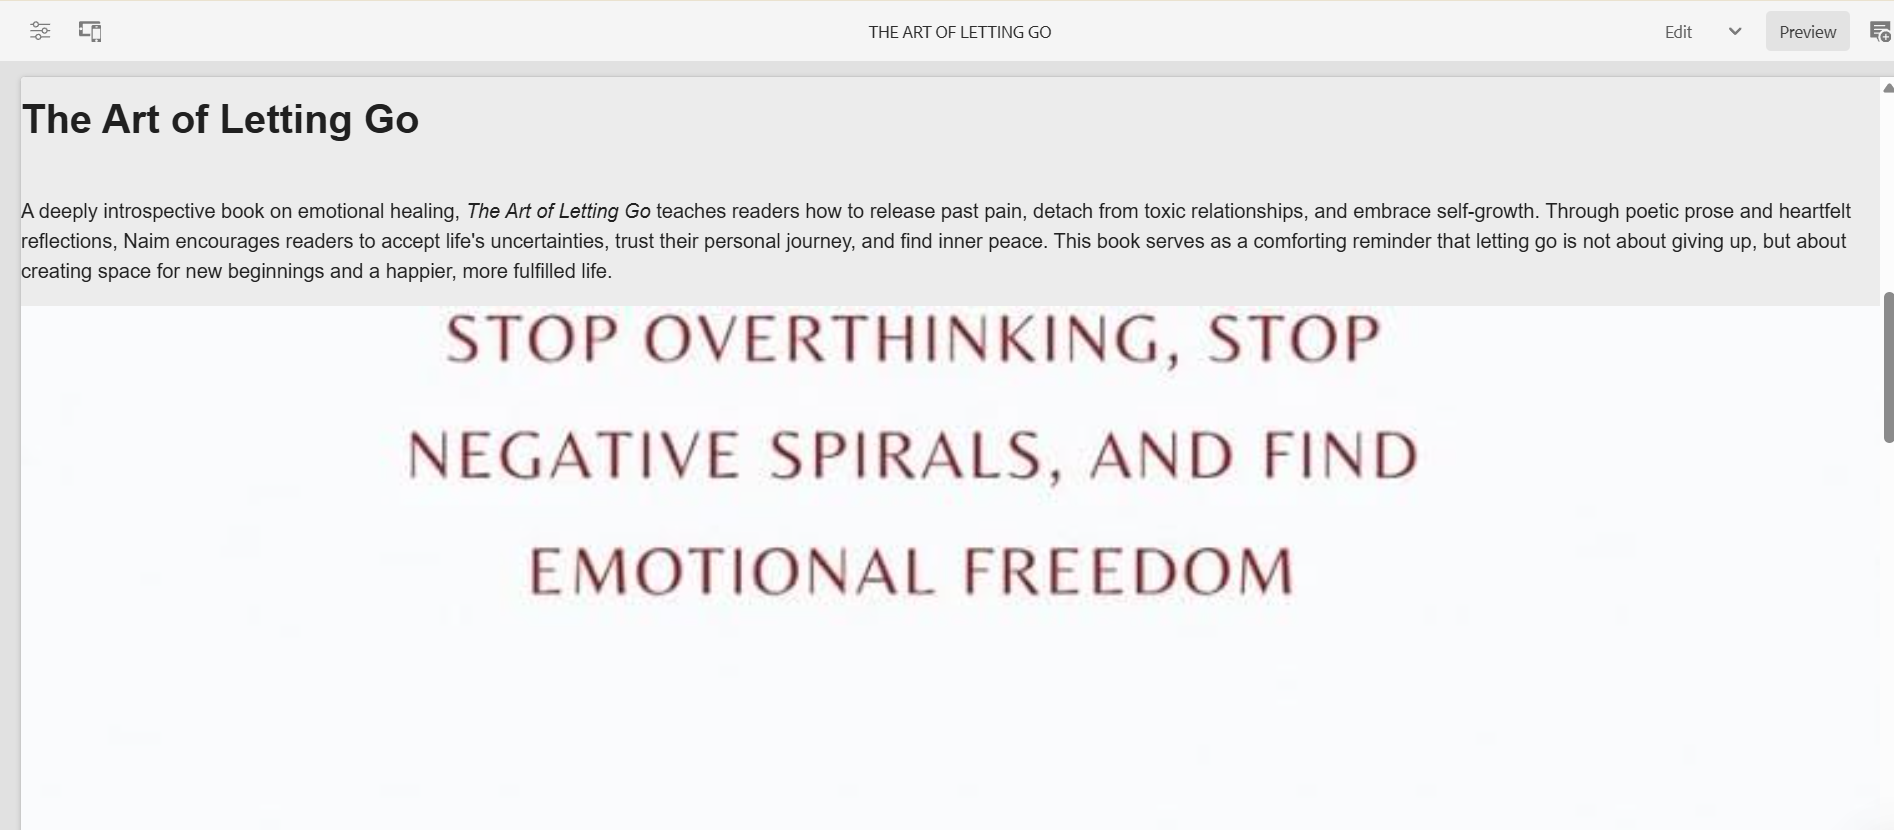 THE ART OF LETTING GO
Edit
Preview
The Art of Letting Go
A deeply introspective book on emotional healing, The Art of Letting Go teaches readers how to release past pain, detach from toxic relationships, and embrace self-growth. Through poetic prose and heartfelt
reflections, Naim encourages readers to accept life's uncertainties, trust their personal journey, and find inner peace. This book serves as a comforting reminder that letting go is not about giving up, but about
creating space for new beginnings and a happier, more fulfilled life.
STOP OVERTHINKING, STOP
NEGATIVE SPIRALS, AND FIND
EMOTIONAL FREEDOM